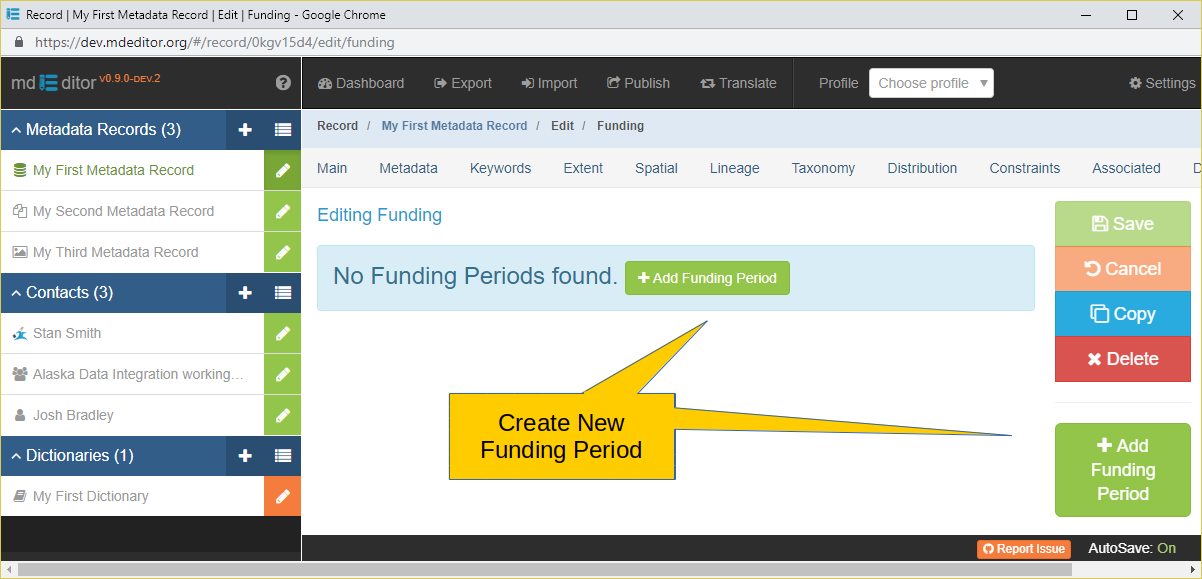 Record | My First Metadata Record | Edit | Funding - Google Chrome
https://dev.mdeditor.org/#/record/0kgv15d4/edit/funding
md Editor V0.9.0-DEV.2
Dashboard Export Import Publish Translate Profile Choose profile Settings
Metadata Records (3)
My First Metadata Record
My Second Metadata Record
My Third Metadata Record
Contacts (3)
Stan Smith
Alaska Data Integration working...
Josh Bradley
Dictionaries (1)
My First Dictionary
Record / My First Metadata Record / Edit / Funding
Main Metadata Keywords Extent Spatial Lineage Taxonomy Distribution Constraints Associated D
Editing Funding
No Funding Periods found. Add Funding Period
Create New
Funding Period
Save
Cancel
Copy
Delete
Add
Funding
Period
Report Issue AutoSave: On